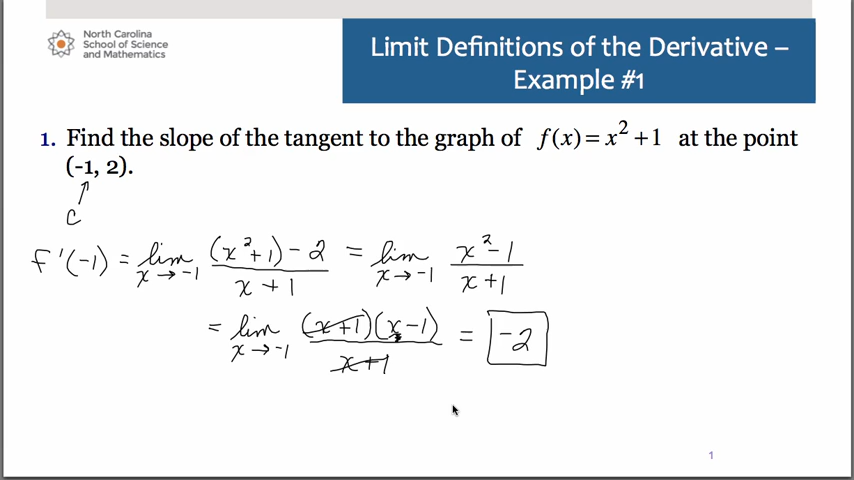 North Carolina
School of Science
and Mathematics
Limit Definitions of the Derivative –
Example #1
1. Find the slope of the tangent to the graph of f(x) = x² + 1 at the point
(-1, 2).
c
f'(-1) = lim x→-1 (x²+1) - 2 / x + 1 = lim x→-1 x² - 1 / x + 1
= lim x→-1 (x+1)(x-1) / x+1 = -2
1